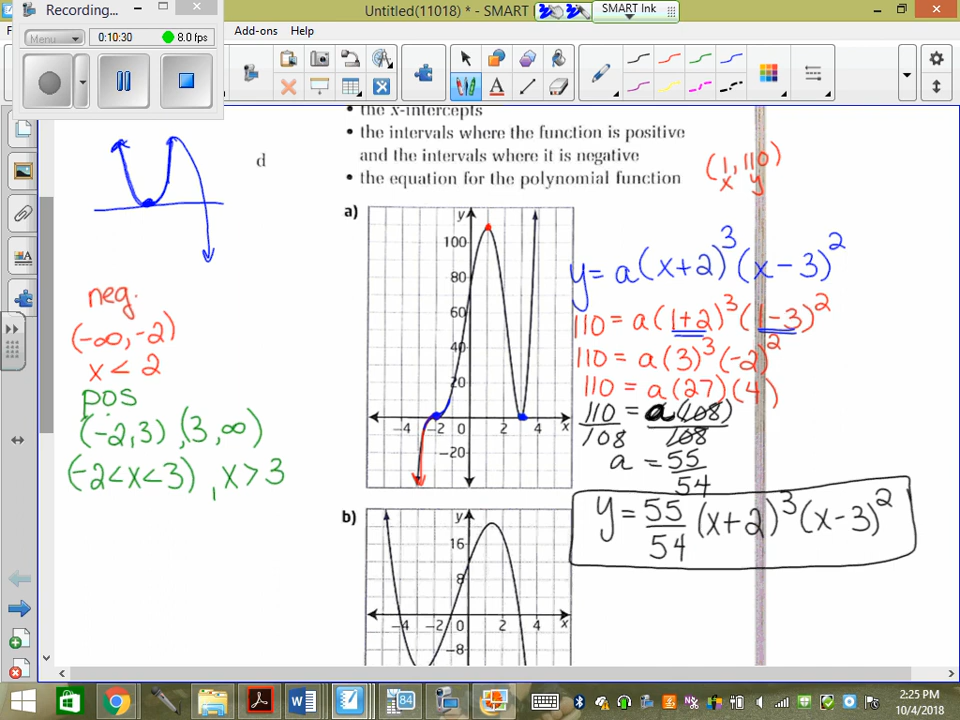 Recording...
Untitled(11018) * - SMART
SMART Ink
Menu
0:10:30
8.0 fps
Add-ons
Help
the x-intercepts
the intervals where the function is positive
and the intervals where it is negative
the equation for the polynomial function
d
(1,110)
x y
a)
y
100
80
60
40
20
-4 -2 0 2 4 x
-20
y = a(x+2)³(x-3)²
110 = a(1+2)³(1-3)²
110 = a(3)³(-2)²
110 = a(27)(4)
110 = a(108)
108 108
a = 55
54
y = 55/54 (x+2)³(x-3)²
neg.
(-∞,-2)
x < 2
pos
(-2,3),(3,∞)
(-2<x<3), x>3
b)
y
16
8
-4 -1 0 2 4 x
-8
84
2:25 PM
10/4/2018